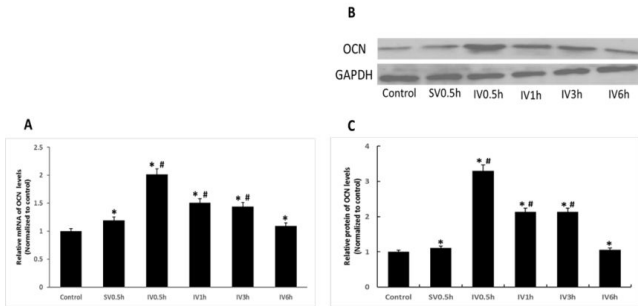 B
OCN
GAPDH
Control SV0.5h IV0.5h IV1h IV3h IV6h
A
Relative mRNA of OCN levels
(Normalized to control)
2.5
2
1.5
1
0.5
0
*
* #
* #
* #
*
Control SV0.5h IV0.5h IV1h IV3h IV6h
C
Relative protein of OCN levels
(Normalized to control)
4
3
2
1
0
*
* #
* #
* #
*
Control SV0.5h IV0.5h IV1h IV3h IV6h